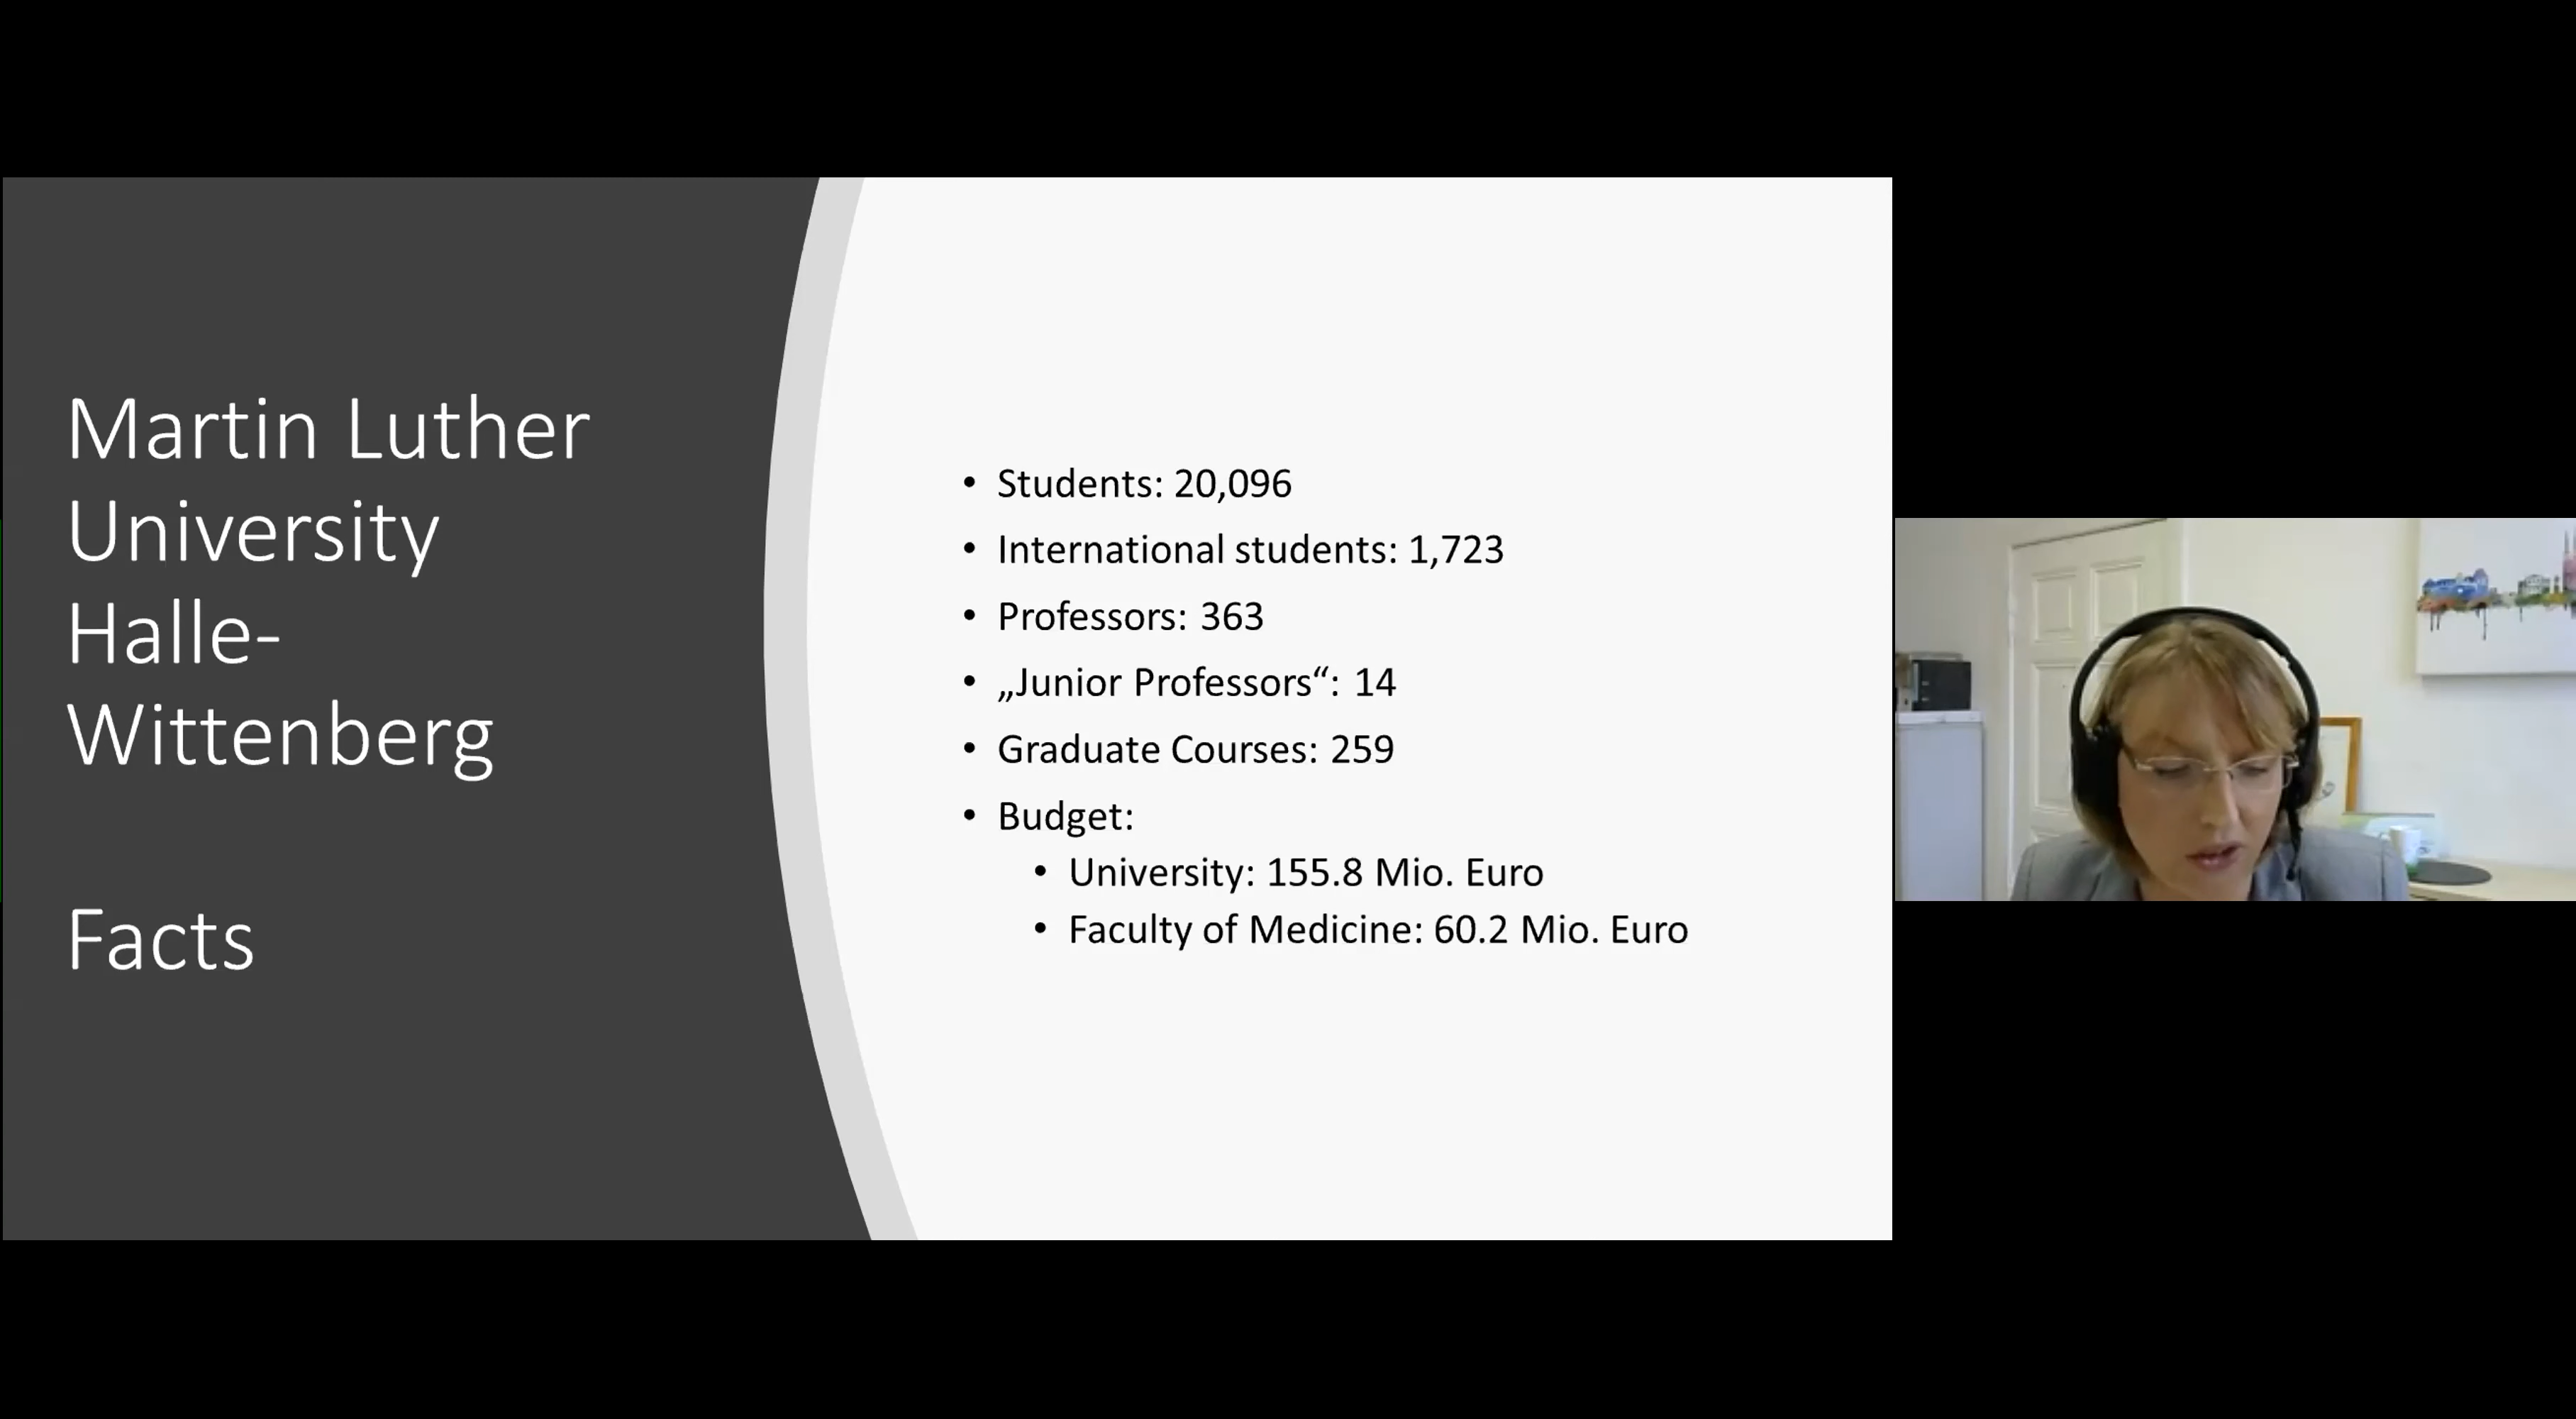 Martin Luther
University
Halle-
Wittenberg
Facts
• Students: 20,096
• International students: 1,723
• Professors: 363
• „Junior Professors“: 14
• Graduate Courses: 259
• Budget:
• University: 155.8 Mio. Euro
• Faculty of Medicine: 60.2 Mio. Euro